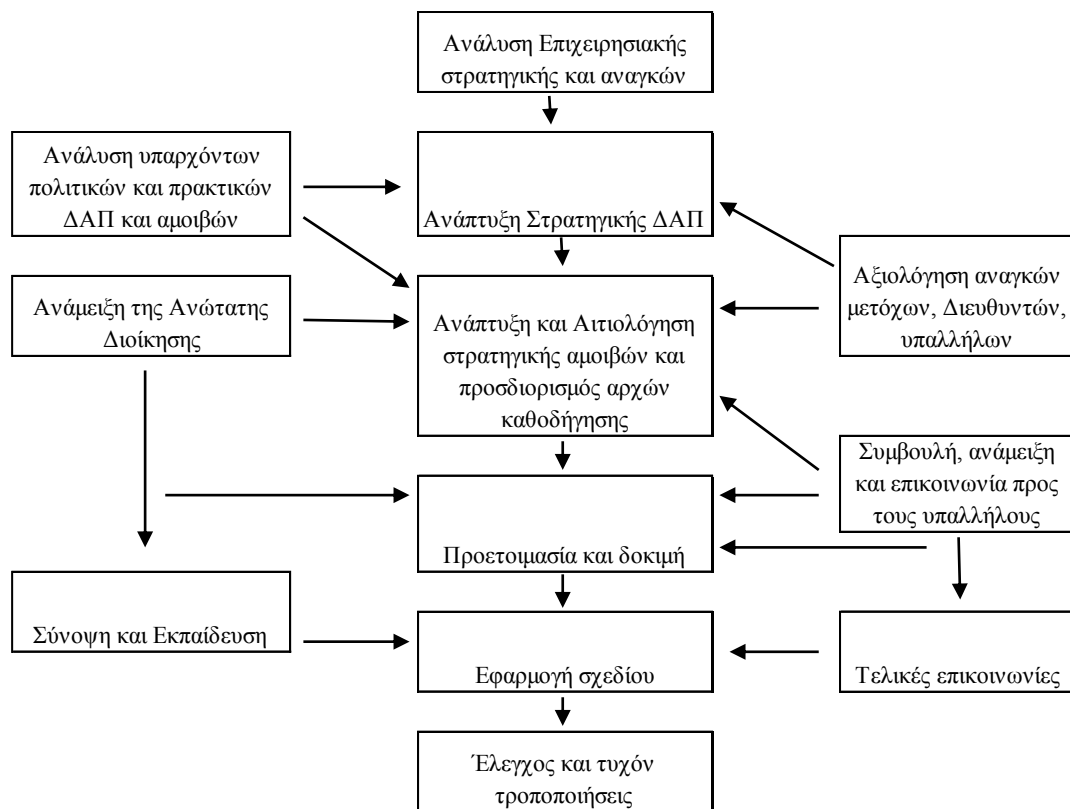 Ανάλυση Επιχειρησιακής
στρατηγικής και αναγκών
Ανάλυση υπαρχόντων
πολιτικών και πρακτικών
ΔΑΠ και αμοιβών
Ανάπτυξη Στρατηγικής ΔΑΠ
Αξιολόγηση αναγκών
μετόχων, Διευθυντών,
υπαλλήλων
Ανάμειξη της Ανώτατης
Διοίκησης
Ανάπτυξη και Αιτιολόγηση
στρατηγικής αμοιβών και
προσδιορισμός αρχών
καθοδήγησης
Συμβουλή, ανάμειξη
και επικοινωνία προς
τους υπαλλήλους
Προετοιμασία και δοκιμή
Σύνοψη και Εκπαίδευση
Εφαρμογή σχεδίου
Τελικές επικοινωνίες
Έλεγχος και τυχόν
τροποποιήσεις